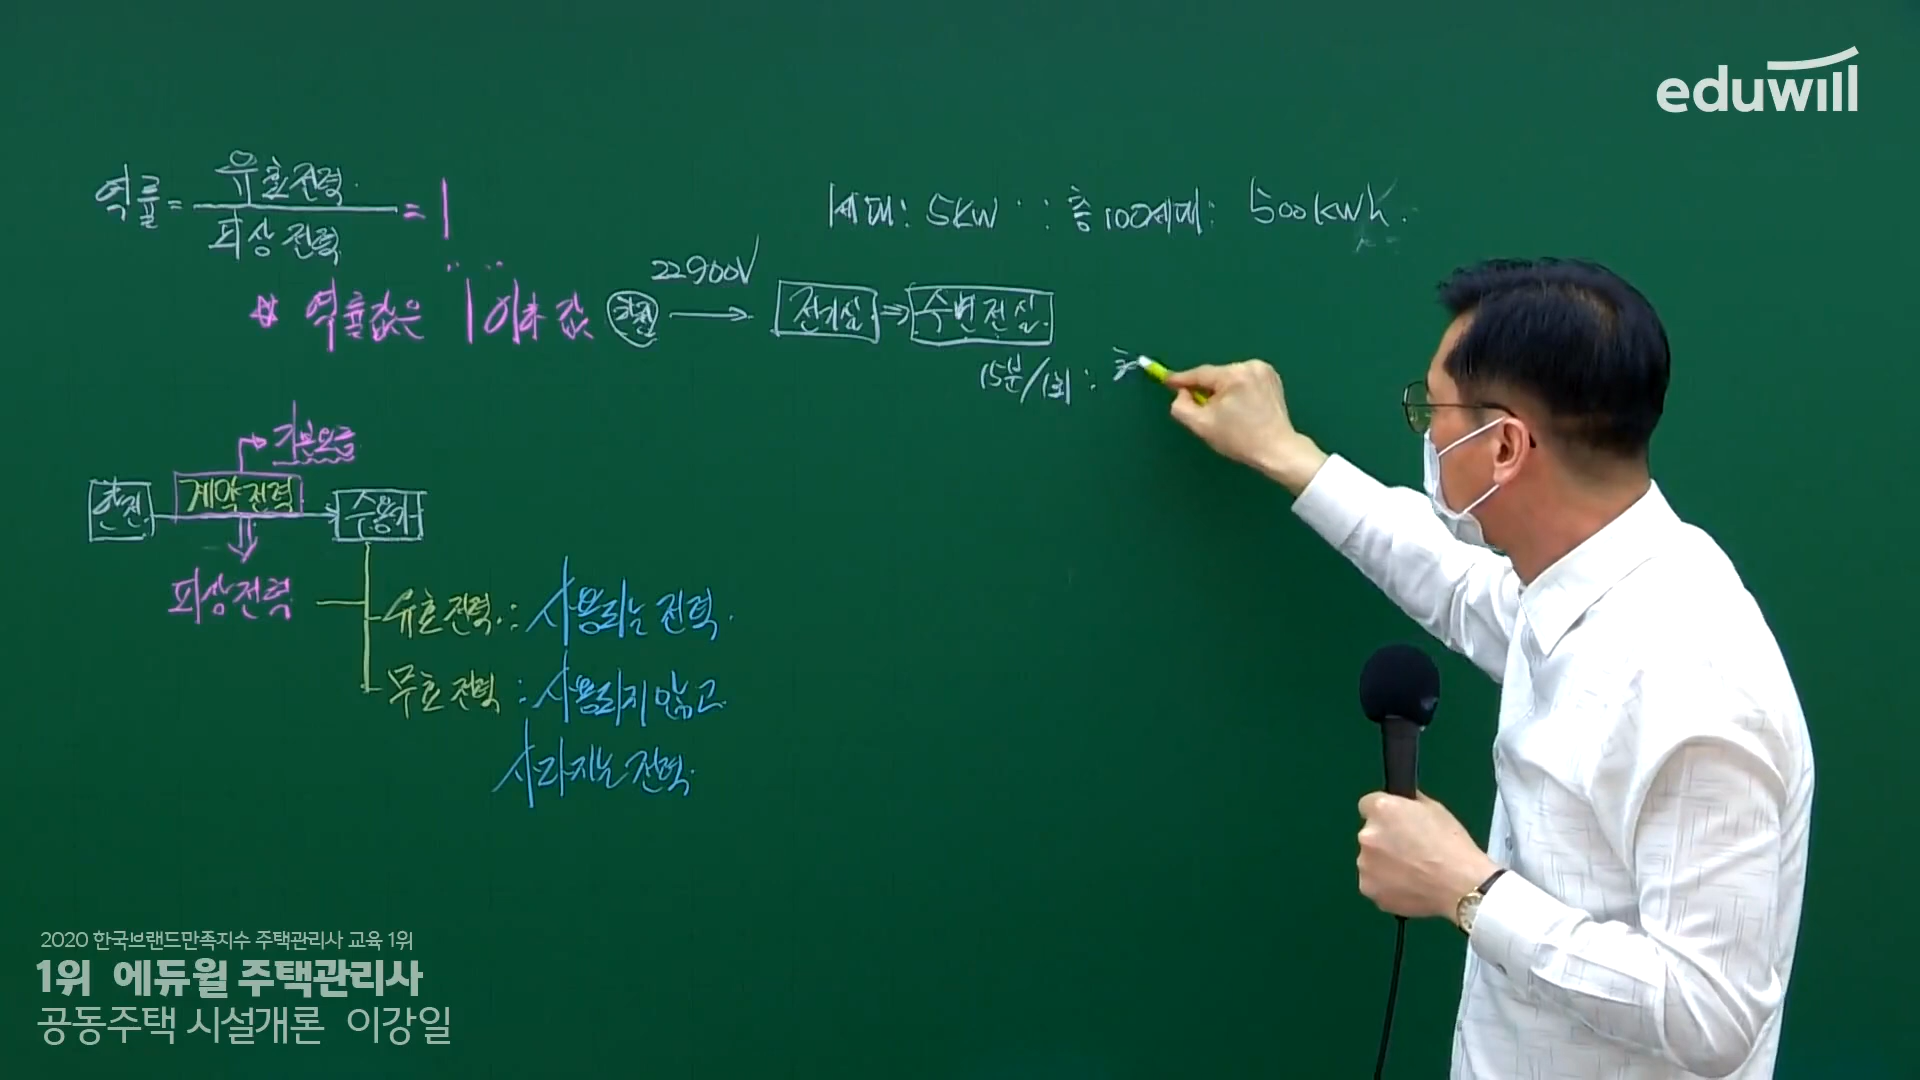 eduwill
역률 = 유효전력 / 피상전력 = 1
세대: 5KW ∴ 총 100세대: 500kWh.
* 역률값은 1 이하 값
한전 22900V → 전기실 ⇒ 수변전실
15분/1회 :
기본요금
한전 계약전력 → 수용가
피상전력
유효전력 : 사용되는 전력.
무효전력 : 사용되지 않고
사라지는 전력.
2020 한국브랜드만족지수 주택관리사 교육 1위
1위 에듀윌 주택관리사
공동주택 시설개론 이강일